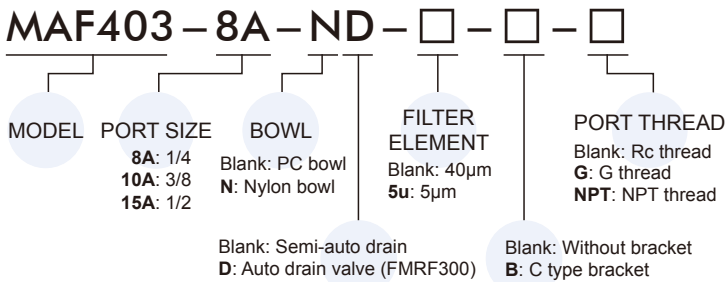 MAF403 – 8A – ND – □ – □ – □
MODEL
PORT SIZE
8A: 1/4
10A: 3/8
15A: 1/2
BOWL
Blank: PC bowl
N: Nylon bowl
FILTER
ELEMENT
Blank: 40μm
5u: 5μm
PORT THREAD
Blank: Rc thread
G: G thread
NPT: NPT thread
Blank: Semi-auto drain
D: Auto drain valve (FMRF300)
Blank: Without bracket
B: C type bracket